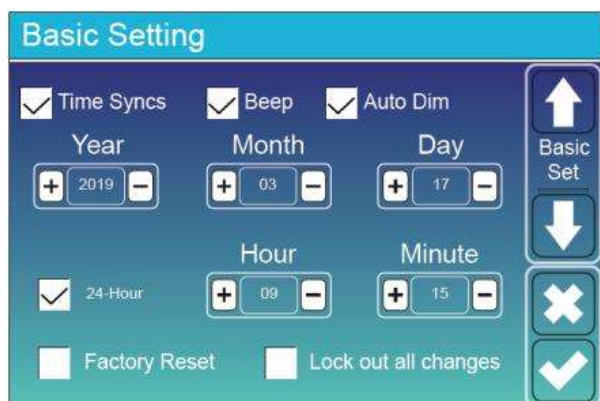 Basic Setting
Time Syncs Beep Auto Dim
Year Month Day
+ 2019 - + 03 - + 17 -
Basic
Set
Hour Minute
24-Hour + 09 - + 15 -
Factory Reset Lock out all changes